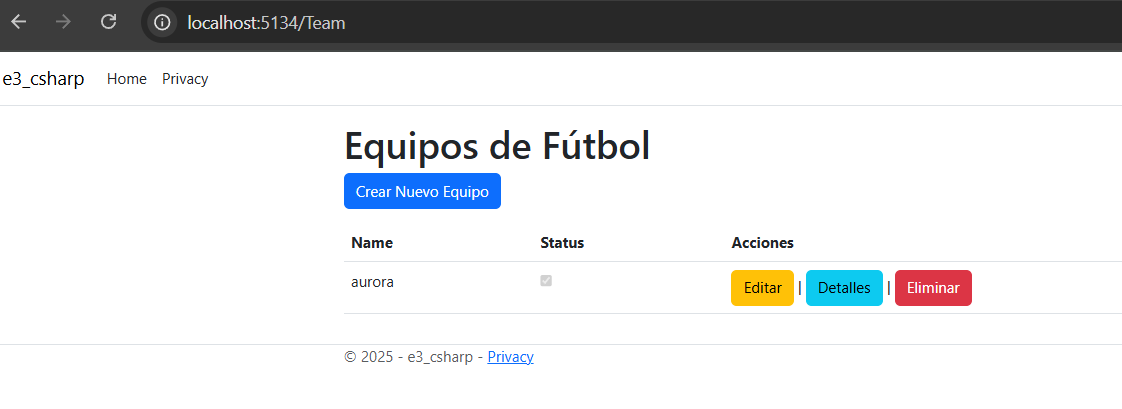 localhost:5134/Team
e3_csharp Home Privacy
Equipos de Fútbol
Crear Nuevo Equipo
Name Status Acciones
aurora Editar | Detalles | Eliminar
© 2025 - e3_csharp - Privacy